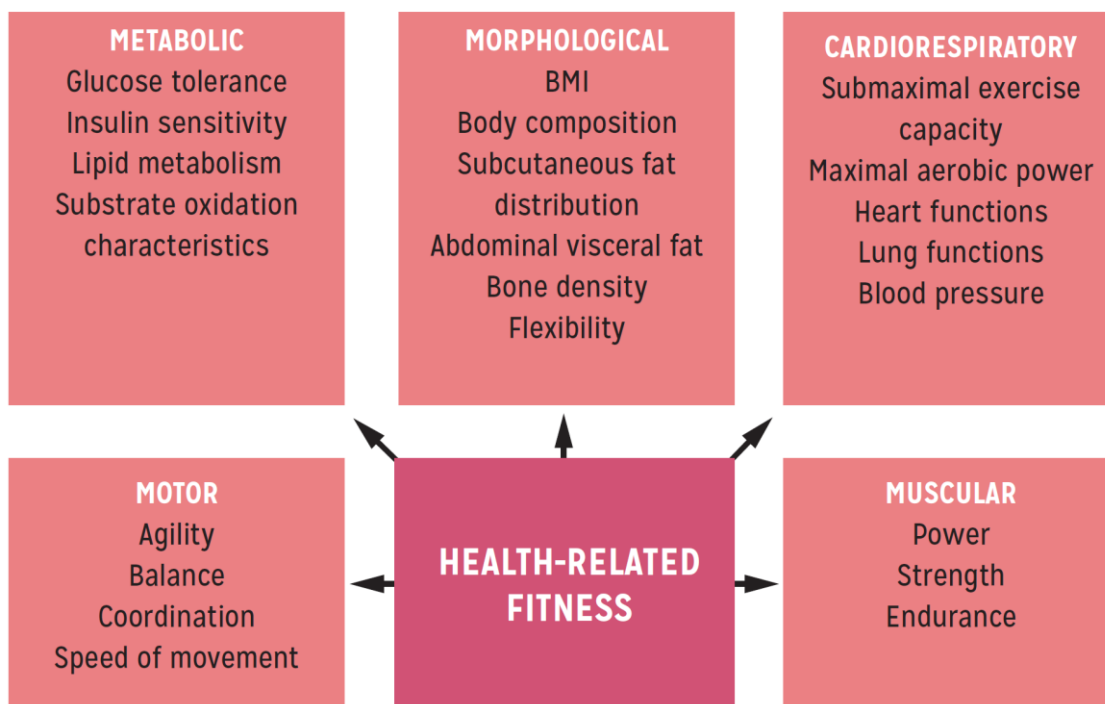 METABOLIC
Glucose tolerance
Insulin sensitivity
Lipid metabolism
Substrate oxidation
characteristics
MORPHOLOGICAL
BMI
Body composition
Subcutaneous fat
distribution
Abdominal visceral fat
Bone density
Flexibility
CARDIORESPIRATORY
Submaximal exercise
capacity
Maximal aerobic power
Heart functions
Lung functions
Blood pressure
MOTOR
Agility
Balance
Coordination
Speed of movement
HEALTH-RELATED
FITNESS
MUSCULAR
Power
Strength
Endurance